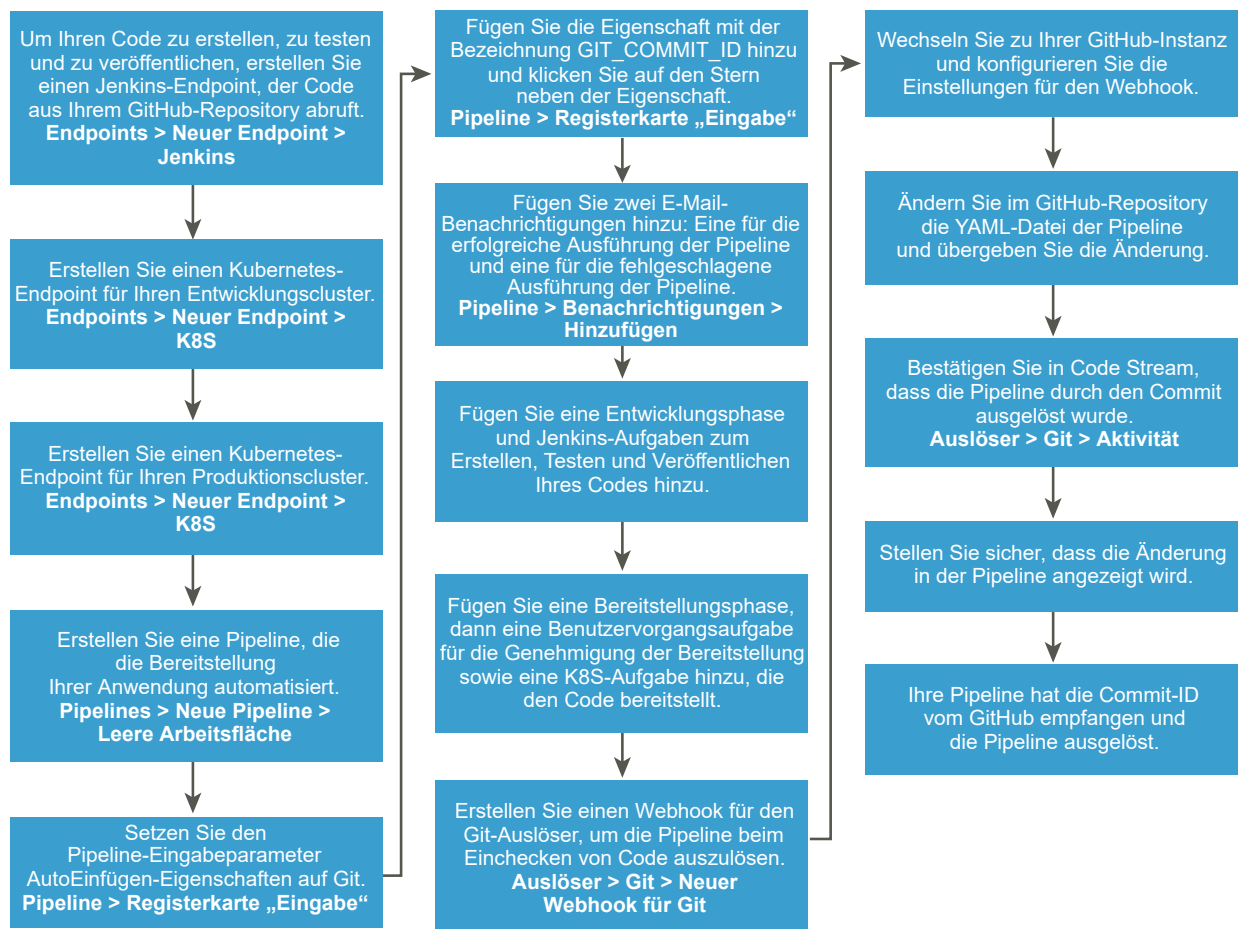 Um Ihren Code zu erstellen, zu testen
und zu veröffentlichen, erstellen Sie
einen Jenkins-Endpoint, der Code
aus Ihrem GitHub-Repository abruft.
Endpoints > Neuer Endpoint >
Jenkins
Erstellen Sie einen Kubernetes-
Endpoint für Ihren Entwicklungscluster.
Endpoints > Neuer Endpoint >
K8S
Erstellen Sie einen Kubernetes-
Endpoint für Ihren Produktionscluster.
Endpoints > Neuer Endpoint >
K8S
Erstellen Sie eine Pipeline, die
die Bereitstellung
Ihrer Anwendung automatisiert.
Pipelines > Neue Pipeline >
Leere Arbeitsfläche
Setzen Sie den
Pipeline-Eingabeparameter
AutoEinfügen-Eigenschaften auf Git.
Pipeline > Registerkarte „Eingabe“
Fügen Sie die Eigenschaft mit der
Bezeichnung GIT_COMMIT_ID hinzu
und klicken Sie auf den Stern
neben der Eigenschaft.
Pipeline > Registerkarte „Eingabe“
Fügen Sie zwei E-Mail-
Benachrichtigungen hinzu: Eine für die
erfolgreiche Ausführung der Pipeline
und eine für die fehlgeschlagene
Ausführung der Pipeline.
Pipeline > Benachrichtigungen >
Hinzufügen
Fügen Sie eine Entwicklungsphase
und Jenkins-Aufgaben zum
Erstellen, Testen und Veröffentlichen
Ihres Codes hinzu.
Fügen Sie eine Bereitstellungsphase,
dann eine Benutzervorgangsaufgabe
für die Genehmigung der Bereitstellung
sowie eine K8S-Aufgabe hinzu, die
den Code bereitstellt.
Erstellen Sie einen Webhook für den
Git-Auslöser, um die Pipeline beim
Einchecken von Code auszulösen.
Auslöser > Git > Neuer
Webhook für Git
Wechseln Sie zu Ihrer GitHub-Instanz
und konfigurieren Sie die
Einstellungen für den Webhook.
Ändern Sie im GitHub-Repository
die YAML-Datei der Pipeline
und übergeben Sie die Änderung.
Bestätigen Sie in Code Stream,
dass die Pipeline durch den Commit
ausgelöst wurde.
Auslöser > Git > Aktivität
Stellen Sie sicher, dass die Änderung
in der Pipeline angezeigt wird.
Ihre Pipeline hat die Commit-ID
vom GitHub empfangen und
die Pipeline ausgelöst.